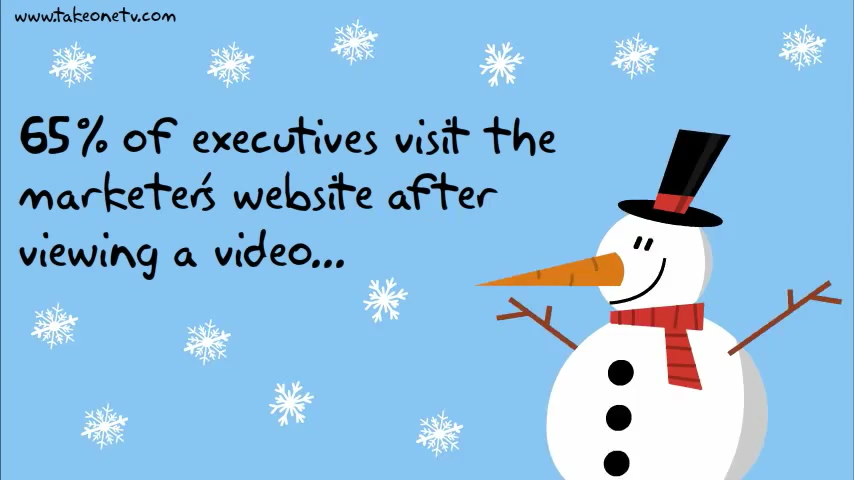 www.takeonetv.com
65% of executives visit the
marketer's website after
viewing a video...